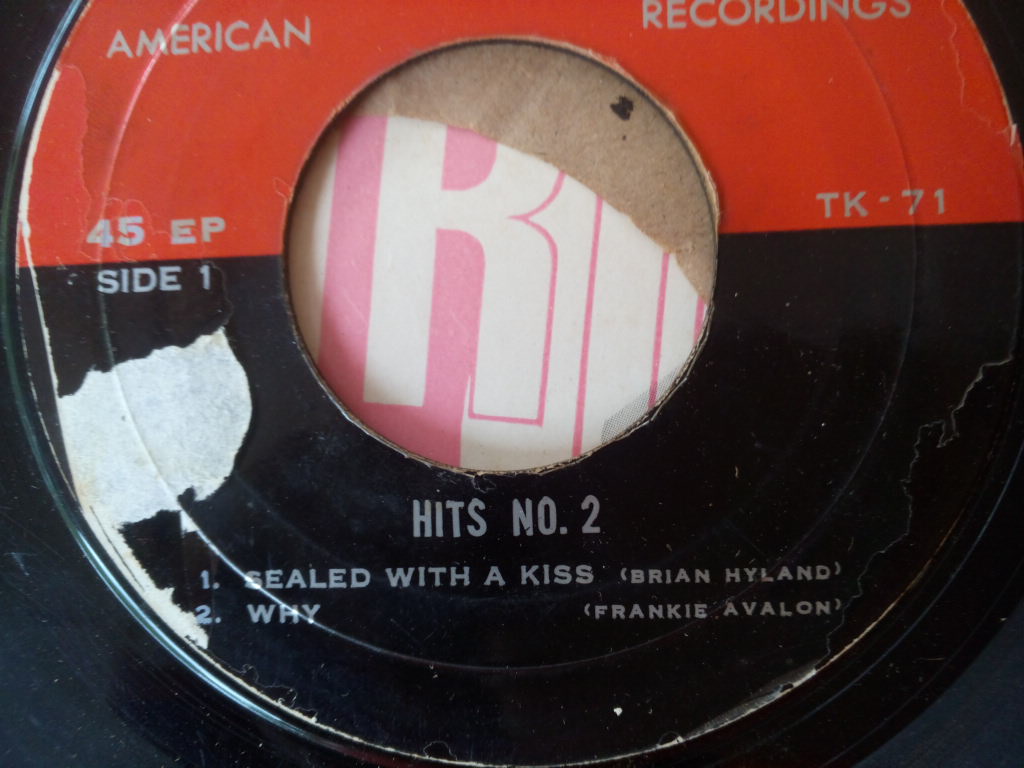 AMERICAN RECORDINGS
45 EP TK-71
SIDE 1
HITS NO. 2
1. SEALED WITH A KISS (BRIAN HYLAND)
2. WHY (FRANKIE AVALON)